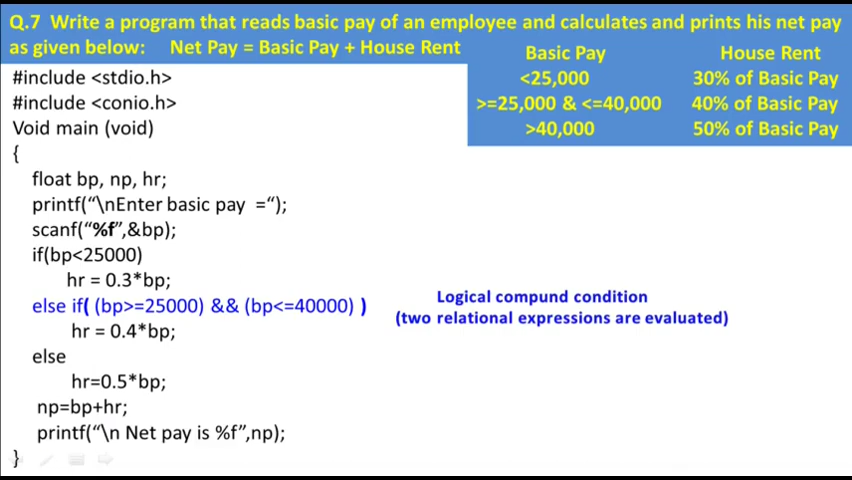 Q.7 Write a program that reads basic pay of an employee and calculates and prints his net pay
as given below: Net Pay = Basic Pay + House Rent
Basic Pay House Rent
<25,000 30% of Basic Pay
>=25,000 & <=40,000 40% of Basic Pay
>40,000 50% of Basic Pay
#include <stdio.h>
#include <conio.h>
Void main (void)
{
float bp, np, hr;
printf(“\nEnter basic pay =“);
scanf(“%f”,&bp);
if(bp<25000)
hr = 0.3*bp;
else if( (bp>=25000) && (bp<=40000) )
hr = 0.4*bp;
else
hr=0.5*bp;
np=bp+hr;
printf(“\n Net pay is %f”,np);
}
Logical compund condition
(two relational expressions are evaluated)